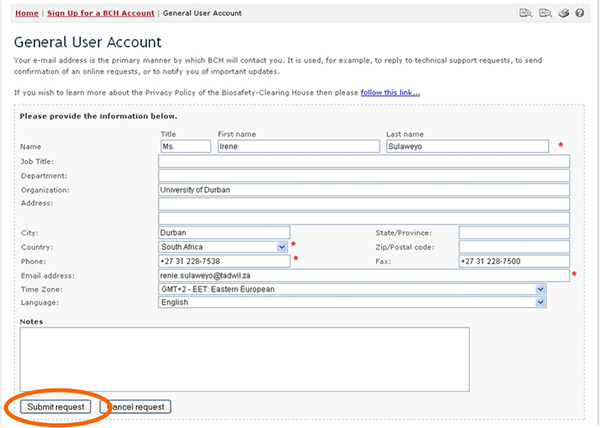 Home | Sign Up for a BCH Account | General User Account
General User Account
Your e-mail address is the primary manner by which BCH will contact you. It is used, for example, to reply to technical support requests, to send
confirmation of an online requests, or to notify you of important updates.
If you wish to learn more about the Privacy Policy of the Biosafety-Clearing House then please follow this link...
Please provide the information below.
Title First name Last name
Name Ms. Irene Sulaweyo *
Job Title:
Department:
Organization: University of Durban
Address:
City: Durban State/Province:
Country: South Africa * Zip/Postal code:
Phone: +27 31 228-7538 * Fax: +27 31 228-7500
Email address: renie.sulaweyo@tadwil.za *
Time Zone: GMT+2 - EET: Eastern European
Language: English
Notes
Submit request Cancel request